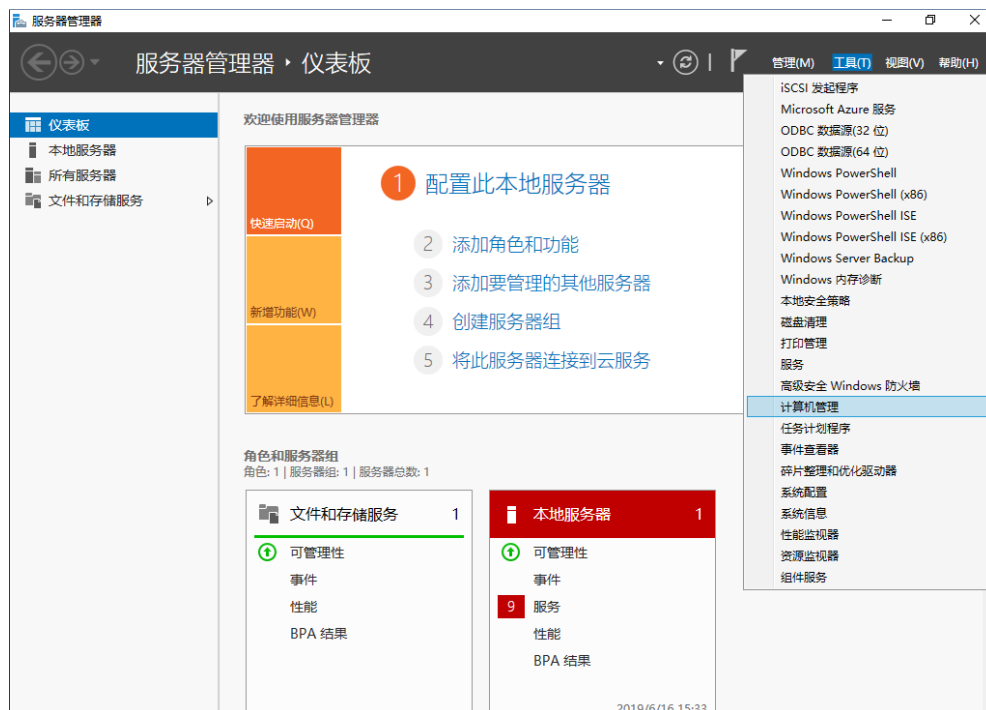 服务器管理器
服务器管理器 · 仪表板
管理(M) 工具(T) 视图(V) 帮助(H)
仪表板
本地服务器
所有服务器
文件和存储服务
欢迎使用服务器管理器
快速启动(Q)
新增功能(W)
了解详细信息(L)
1 配置此本地服务器
2 添加角色和功能
3 添加要管理的其他服务器
4 创建服务器组
5 将此服务器连接到云服务
角色和服务器组
角色: 1 | 服务器组: 1 | 服务器总数: 1
文件和存储服务 1
可管理性
事件
性能
BPA 结果
本地服务器 1
可管理性
事件
9 服务
性能
BPA 结果
2019/6/16 15:33
iSCSI 发起程序
Microsoft Azure 服务
ODBC 数据源(32 位)
ODBC 数据源(64 位)
Windows PowerShell
Windows PowerShell (x86)
Windows PowerShell ISE
Windows PowerShell ISE (x86)
Windows Server Backup
Windows 内存诊断
本地安全策略
磁盘清理
打印管理
服务
高级安全 Windows 防火墙
计算机管理
任务计划程序
事件查看器
碎片整理和优化驱动器
系统配置
系统信息
性能监视器
资源监视器
组件服务